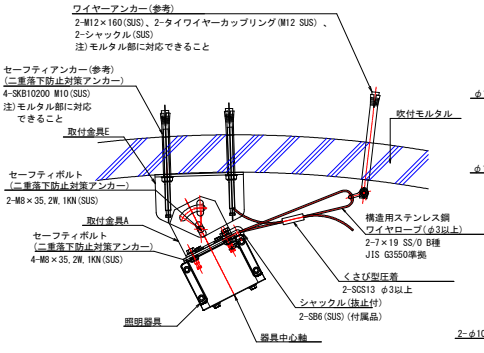 ワイヤーアンカー(参考)
2-M12×160(SUS)、2-タイワイヤーカップリング(M12 SUS) 、
2-シャックル(SUS)
注)モルタル部に対応できること
セーフティアンカー(参考)
(二重落下防止対策アンカー)
4-SKB10200 M10(SUS)
注)モルタル部に対応
できること
取付金具E
吹付モルタル
セーフティボルト
(二重落下防止対策アンカー)
2-M8×35,2W,1KN(SUS)
取付金具A
セーフティボルト
(二重落下防止対策アンカー)
4-M8×35,2W,1KN(SUS)
構造用ステンレス鋼
ワイヤロープ(φ3以上)
2-7×19 SS/O B種
JIS G3550準拠
くさび型圧着
2-SCS13 φ3以上
シャックル(抜止付)
2-SB6(SUS)(付属品)
照明器具
器具中心軸
φ
φ
2-φ10